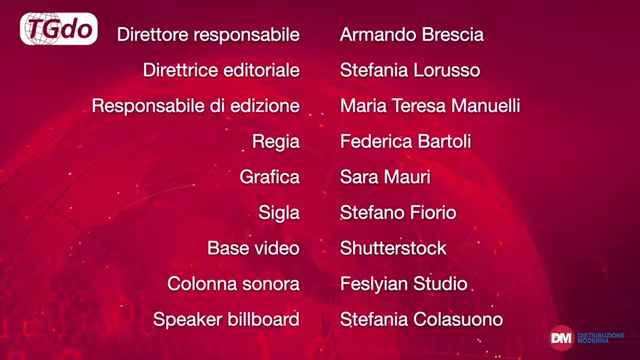 TGdo
Direttore responsabile Armando Brescia
Direttrice editoriale Stefania Lorusso
Responsabile di edizione Maria Teresa Manuelli
Regia Federica Bartoli
Grafica Sara Mauri
Sigla Stefano Fiorio
Base video Shutterstock
Colonna sonora Feslyian Studio
Speaker billboard Stefania Colasuono
DM DISTRIBUZIONE
MODERNA